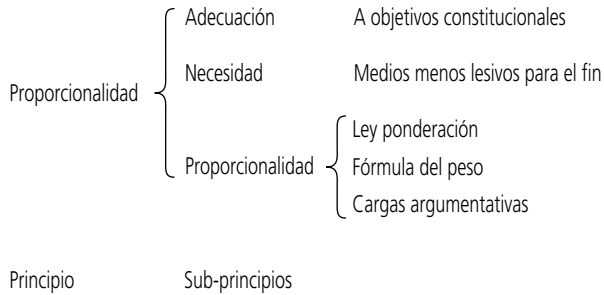 Adecuación A objetivos constitucionales
Necesidad Medios menos lesivos para el fin
Proporcionalidad
Ley ponderación
Proporcionalidad Fórmula del peso
Cargas argumentativas
Principio Sub-principios